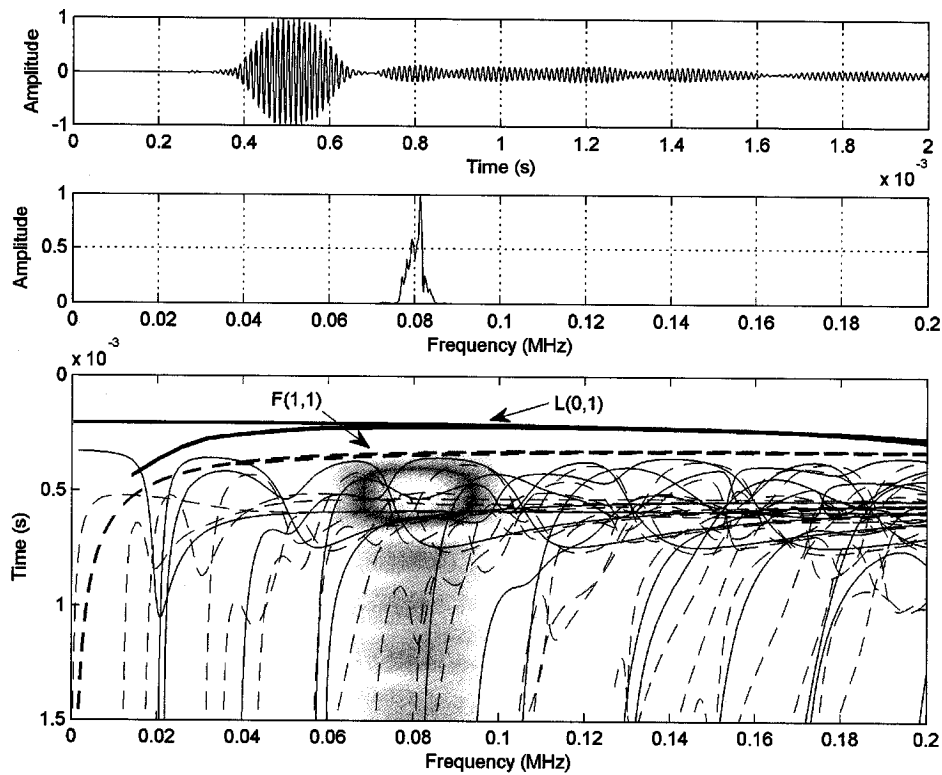 Amplitude
1
0
-1
0 0.2 0.4 0.6 0.8 1 1.2 1.4 1.6 1.8 2
Time (s)
x 10-3
Amplitude
1
0.5
0
0 0.02 0.04 0.06 0.08 0.1 0.12 0.14 0.16 0.18 0.2
Frequency (MHz)
x 10-3
0
0.5
1
1.5
Time (s)
F(1,1)
L(0,1)
0 0.02 0.04 0.06 0.08 0.1 0.12 0.14 0.16 0.18 0.2
Frequency (MHz)